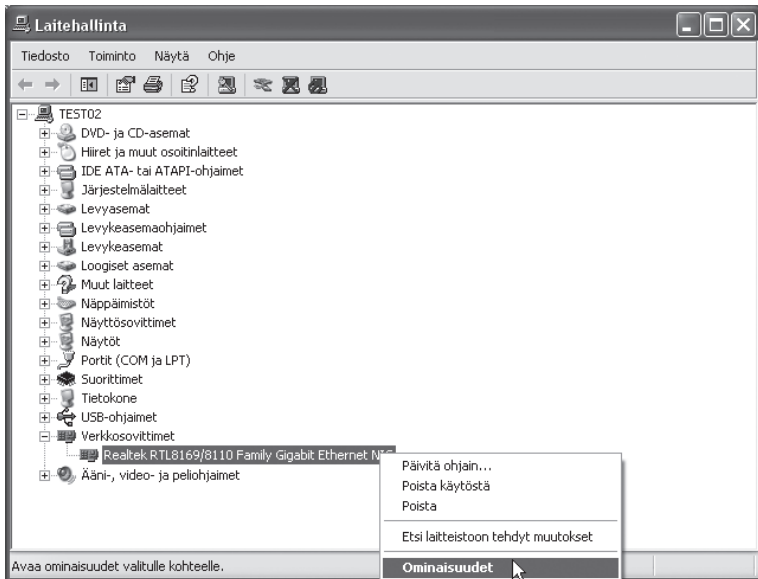 Laitehallinta
Tiedosto Toiminto Näytä Ohje
TEST02
DVD- ja CD-asemat
Hiiret ja muut osoitinlaitteet
IDE ATA- tai ATAPI-ohjaimet
Järjestelmälaitteet
Levyasemat
Levykeasemaohjaimet
Levykeasemat
Loogiset asemat
Muut laitteet
Näppäimistöt
Näyttösovittimet
Näytöt
Portit (COM ja LPT)
Suorittimet
Tietokone
USB-ohjaimet
Verkkosovittimet
Realtek RTL8169/8110 Family Gigabit Ethernet NIC
Ääni-, video- ja peliohjaimet
Päivitä ohjain...
Poista käytöstä
Poista
Etsi laitteistoon tehdyt muutokset
Ominaisuudet
Avaa ominaisuudet valitulle kohteelle.